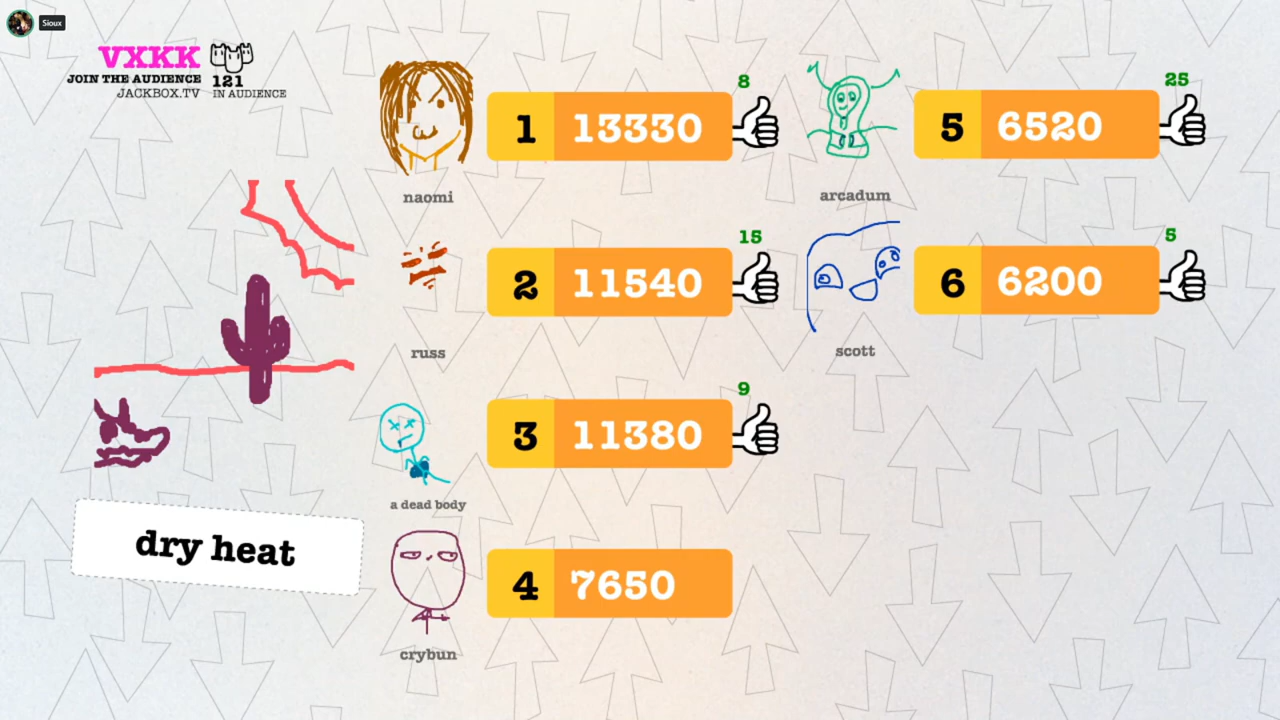 Sioux
VXKK
JOIN THE AUDIENCE
JACKBOX.TV
121
IN AUDIENCE
dry heat
1 13330
8
naomi
2 11540
15
russ
3 11380
9
a dead body
4 7650
crybun
5 6520
25
arcadum
6 6200
5
scott